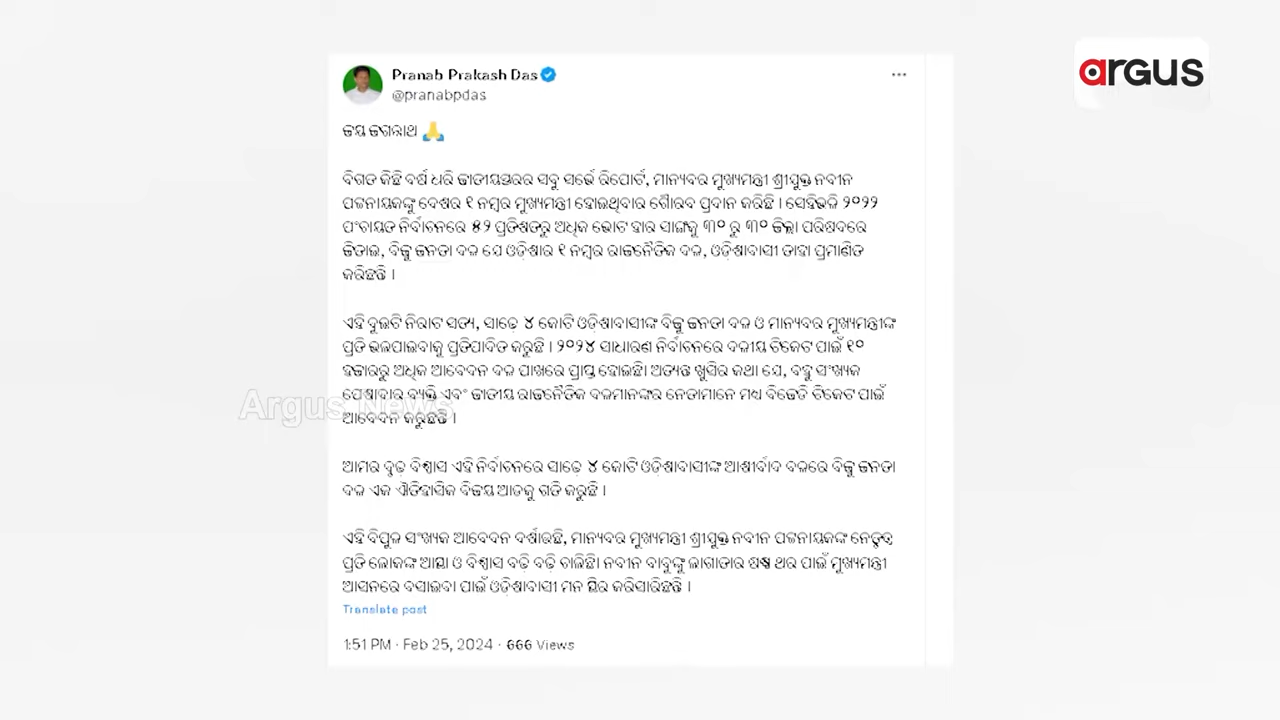 Pranab Prakash Das
@pranabpdas
argus
ଜୟ ଜଗନ୍ନାଥ 🙏
ବିଗତ କିଛି ବର୍ଷ ଧରି ଜାତୀୟସ୍ତରର ସବୁ ସର୍ଭେ ରିପୋର୍ଟ, ମାନ୍ୟବର ମୁଖ୍ୟମନ୍ତ୍ରୀ ଶ୍ରୀଯୁକ୍ତ ନବୀନ
ପଟ୍ଟନାୟକଙ୍କୁ ଦେଶର ୧ ନମ୍ବର ମୁଖ୍ୟମନ୍ତ୍ରୀ ହୋଇଥିବାର ଗୌରବ ପ୍ରଦାନ କରିଛି । ସେହିଭଳି ୨୦୨୨
ପଂଚାୟତ ନିର୍ବାଚନରେ ୫୨ ପ୍ରତିଶତରୁ ଅଧିକ ଭୋଟ ହାର ସାଙ୍ଗକୁ ୩୦ ରୁ ୩୦ ଜିଲ୍ଲା ପରିଷଦରେ
ଜିତାଇ, ବିଜୁ ଜନତା ଦଳ ଯେ ଓଡ଼ିଶାର ୧ ନମ୍ବର ରାଜନୈତିକ ଦଳ, ଓଡ଼ିଶାବାସୀ ତାହା ପ୍ରମାଣିତ
କରିଛନ୍ତି ।
ଏହି ଦୁଇଟି ନିରାଟ ସତ୍ୟ, ସାଢ଼େ ୪ କୋଟି ଓଡ଼ିଶାବାସୀଙ୍କ ବିଜୁ ଜନତା ଦଳ ଓ ମାନ୍ୟବର ମୁଖ୍ୟମନ୍ତ୍ରୀଙ୍କ
ପ୍ରତି ଭଲପାଇବାକୁ ପ୍ରତିପାଦିତ କରୁଛି । ୨୦୨୪ ସାଧାରଣ ନିର୍ବାଚନରେ ଦଳୀୟ ଟିକେଟ ପାଇଁ ୧୦
ହଜାରରୁ ଅଧିକ ଆବେଦନ ଦଳ ପାଖରେ ପ୍ରାପ୍ତ ହୋଇଛି। ଅତ୍ୟନ୍ତ ଖୁସିର କଥା ଯେ, ବହୁ ସଂଖ୍ୟକ
ପେଷାଦାର ବ୍ୟକ୍ତି ଏବଂ ଜାତୀୟ ରାଜନୈତିକ ଦଳମାନଙ୍କର ନେତାମାନେ ମଧ୍ୟ ବିଜେଡି ଟିକେଟ ପାଇଁ
ଆବେଦନ କରୁଛନ୍ତି ।
Argus News
ଆମର ଦୃଢ଼ ବିଶ୍ୱାସ ଏହି ନିର୍ବାଚନରେ ସାଢ଼େ ୪ କୋଟି ଓଡ଼ିଶାବାସୀଙ୍କ ଆଶୀର୍ବାଦ ବଳରେ ବିଜୁ ଜନତା
ଦଳ ଏକ ଐତିହାସିକ ବିଜୟ ଆଡକୁ ଗତି କରୁଛି ।
ଏହି ବିପୁଳ ସଂଖ୍ୟକ ଆବେଦନ ଦର୍ଶାଉଛି, ମାନ୍ୟବର ମୁଖ୍ୟମନ୍ତ୍ରୀ ଶ୍ରୀଯୁକ୍ତ ନବୀନ ପଟ୍ଟନାୟକଙ୍କ ନେତୃତ୍ୱ
ପ୍ରତି ଲୋକଙ୍କ ଆସ୍ଥା ଓ ବିଶ୍ୱାସ ବଢ଼ି ବଢ଼ି ଚାଲିଛି। ନବୀନ ବାବୁଙ୍କୁ ଲାଗାତାର ଷଷ୍ଠ ଥର ପାଇଁ ମୁଖ୍ୟମନ୍ତ୍ରୀ
ଆସନରେ ବସାଇବା ପାଇଁ ଓଡ଼ିଶାବାସୀ ମନ ସ୍ଥିର କରିସାରିଛନ୍ତି ।
Translate post
1:51 PM · Feb 25, 2024 · 666 Views